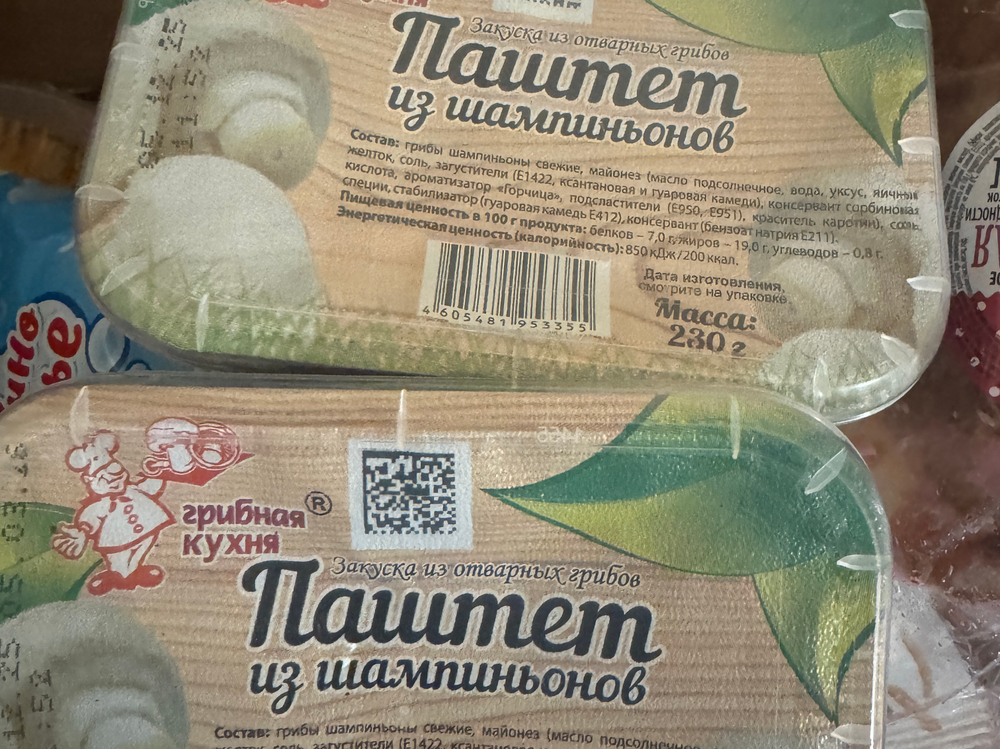 Закуска из отварных грибов
Паштет
из шампиньонов
Состав: грибы шампиньоны свежие, майонез (масло подсолнечное, вода, уксус, яичный
желток, соль, загустители (Е1422, ксантановая и гуаровая камеди), консервант сорбиновая
кислота, ароматизатор «Горчица», подсластители (Е950, Е951), краситель каротин), соль,
специи, стабилизатор (гуаровая камедь Е412), консервант (бензоат натрия Е211).
Пищевая ценность в 100 г продукта: белков – 7,0 г, жиров – 19,0 г, углеводов – 0,8 г.
Энергетическая ценность (калорийность): 850 кДж/200 ккал.
Дата изготовления,
смотрите на упаковке.
Масса:
230 г
4 605481 953355
грибная ®
кухня
Закуска из отварных грибов
Паштет
из шампиньонов
Состав: грибы шампиньоны свежие, майонез (масло подсолнечное
желток, соль, загустители (Е1422